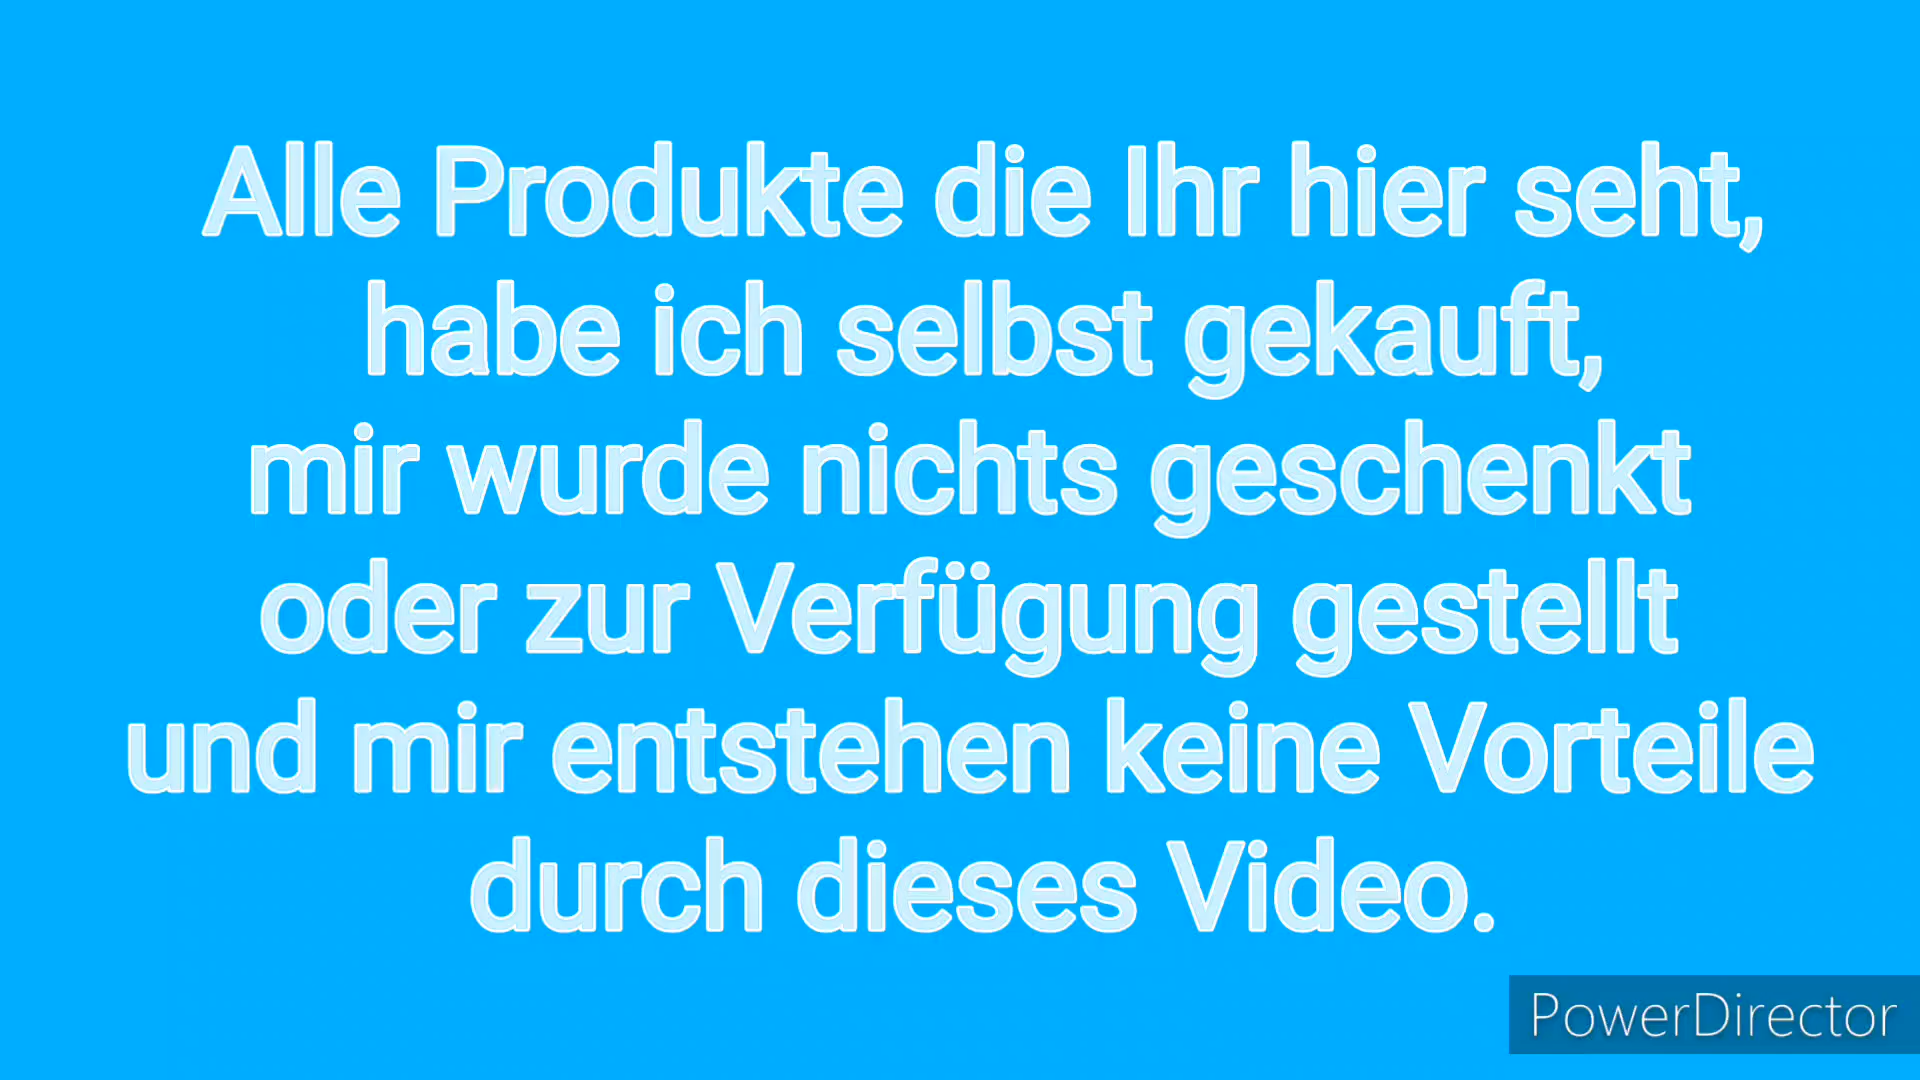 Alle Produkte die Ihr hier seht,
habe ich selbst gekauft,
mir wurde nichts geschenkt
oder zur Verfügung gestellt
und mir entstehen keine Vorteile
durch dieses Video.
PowerDirector